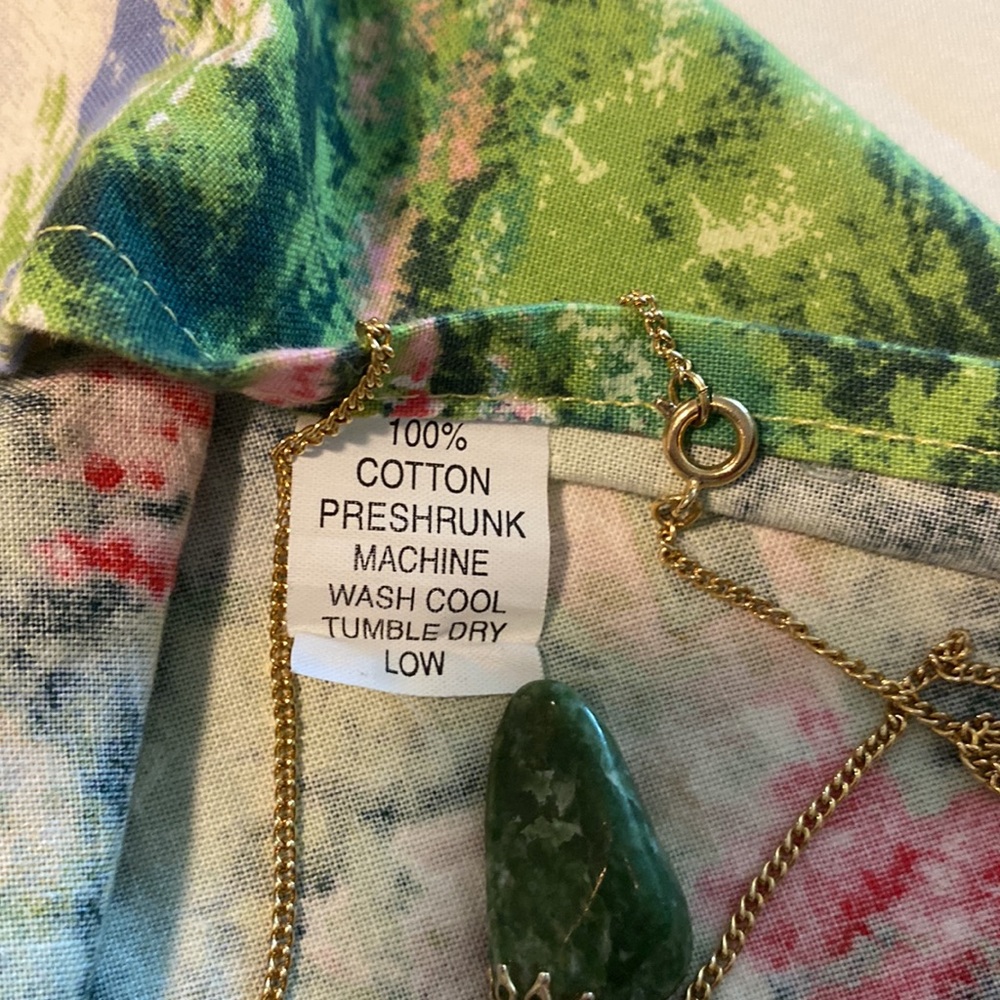 100%
COTTON
PRESHRUNK
MACHINE
WASH COOL
TUMBLE DRY
LOW